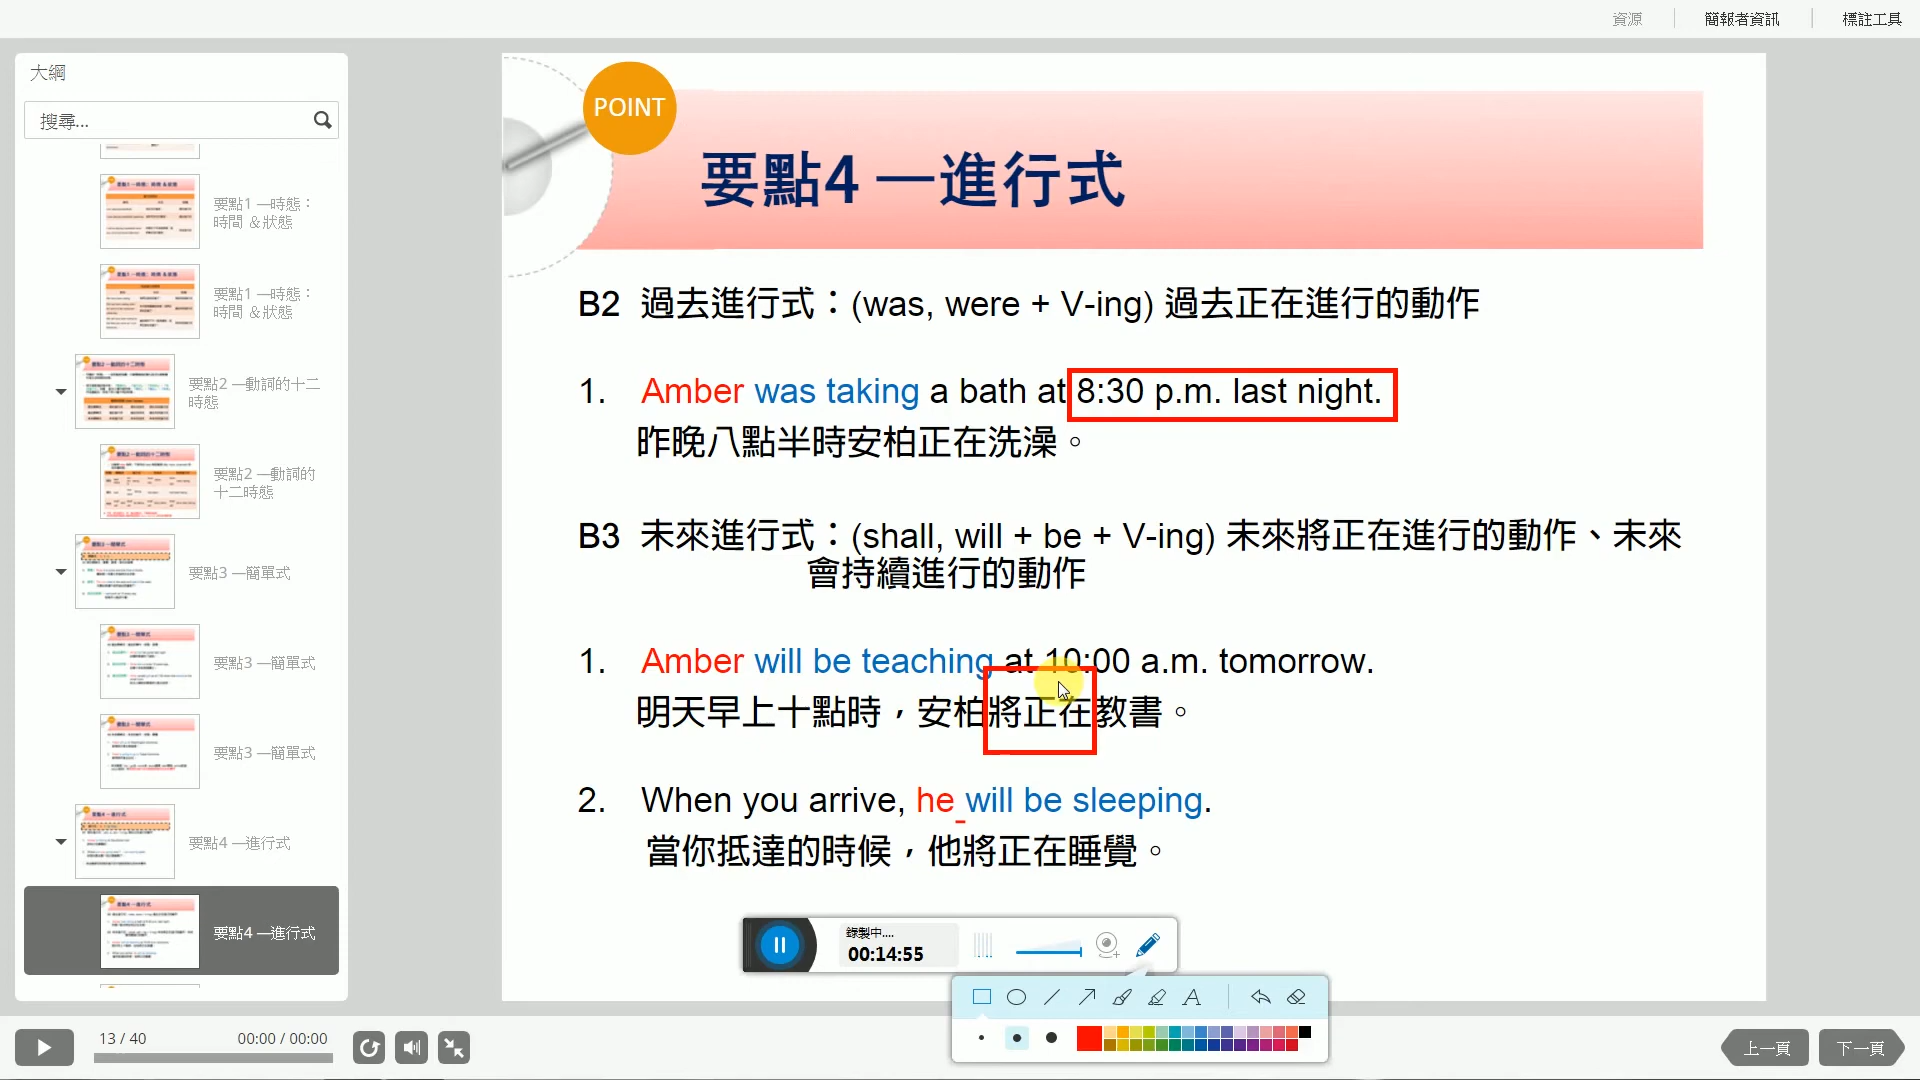 資源
簡報者資訊
標註工具
大綱
搜尋...
要點1 —時態：
時間 ＆狀態
要點1 —時態：
時間 ＆狀態
要點2 —動詞的十二
時態
要點2 —動詞的
十二時態
要點3 —簡單式
要點3 —簡單式
要點3 —簡單式
要點4 —進行式
要點4 —進行式
POINT
要點4 —進行式
B2 過去進行式：(was, were + V-ing) 過去正在進行的動作
1. Amber was taking a bath at 8:30 p.m. last night.
昨晚八點半時安柏正在洗澡。
B3 未來進行式：(shall, will + be + V-ing) 未來將正在進行的動作、未來
會持續進行的動作
1. Amber will be teaching at 10:00 a.m. tomorrow.
明天早上十點時，安柏將正在教書。
2. When you arrive, he will be sleeping.
當你抵達的時候，他將正在睡覺。
錄製中....
00:14:55
A
13 / 40
00:00 / 00:00
上一頁
下一頁